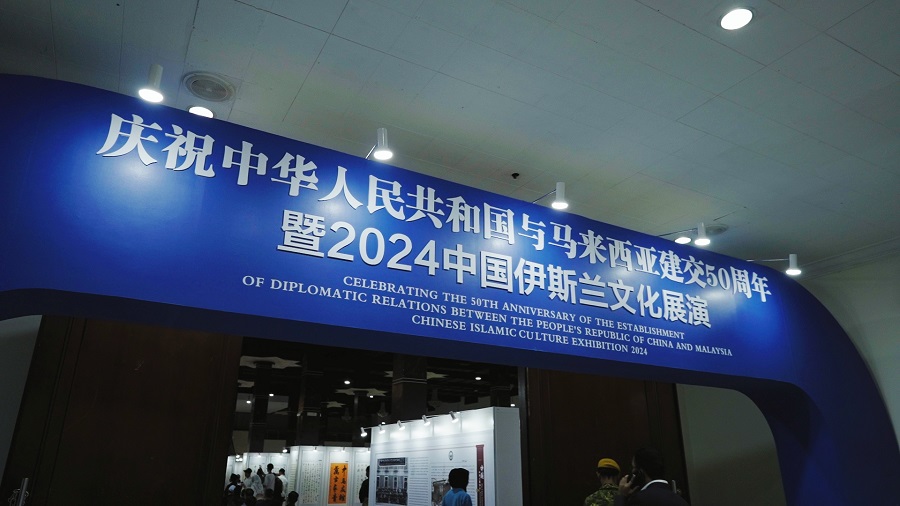 庆祝中华人民共和国与马来西亚建交50周年
暨2024中国伊斯兰文化展演
CELEBRATING THE 50TH ANNIVERSARY OF THE ESTABLISHMENT
OF DIPLOMATIC RELATIONS BETWEEN THE PEOPLE'S REPUBLIC OF CHINA AND MALAYSIA
CHINESE ISLAMIC CULTURE EXHIBITION 2024